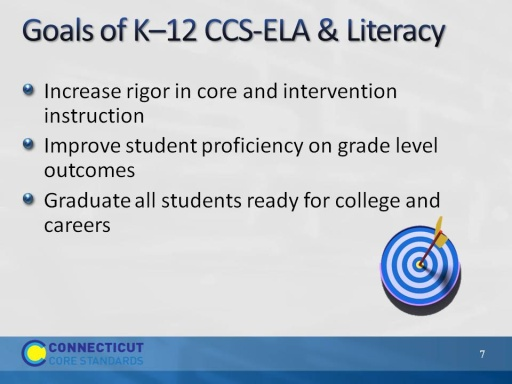 Goals of K–12 CCS-ELA & Literacy
Increase rigor in core and intervention
instruction
Improve student proficiency on grade level
outcomes
Graduate all students ready for college and
careers
CONNECTICUT
CORE STANDARDS
7